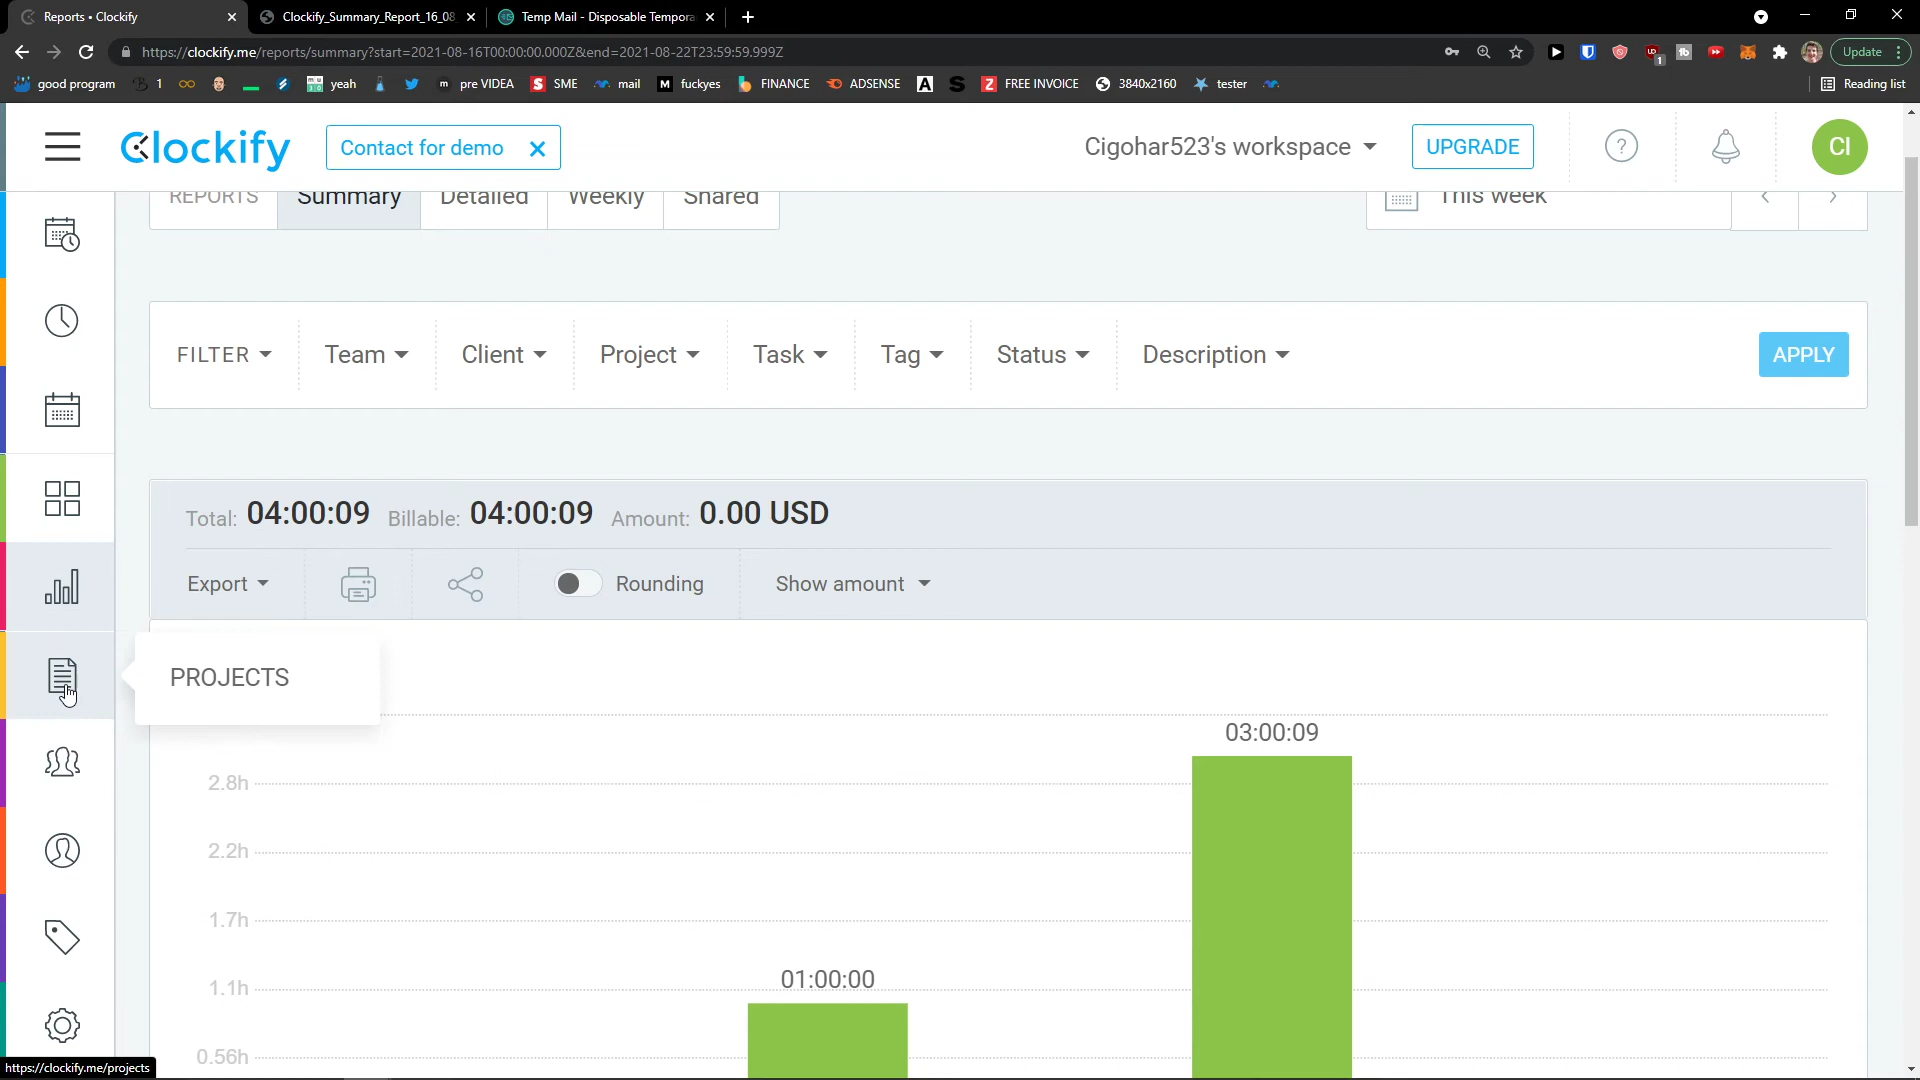 Reports • Clockify
Clockify_Summary_Report_16_08
Temp Mail - Disposable Tempora
https://clockify.me/reports/summary?start=2021-08-16T00:00:00.000Z&end=2021-08-22T23:59:59.999Z
1
Update
good program
1
yeah
pre VIDEA
SME
mail
fuckyes
FINANCE
ADSENSE
FREE INVOICE
3840x2160
tester
Reading list
Clockify
Contact for demo
Cigohar523's workspace
UPGRADE
?
CI
REPORTS
Summary
Detailed
Weekly
Shared
This week
FILTER
Team
Client
Project
Task
Tag
Status
Description
APPLY
Total: 04:00:09 Billable: 04:00:09 Amount: 0.00 USD
Export
Rounding
Show amount
PROJECTS
03:00:09
2.8h
2.2h
1.7h
01:00:00
1.1h
0.56h
https://clockify.me/projects